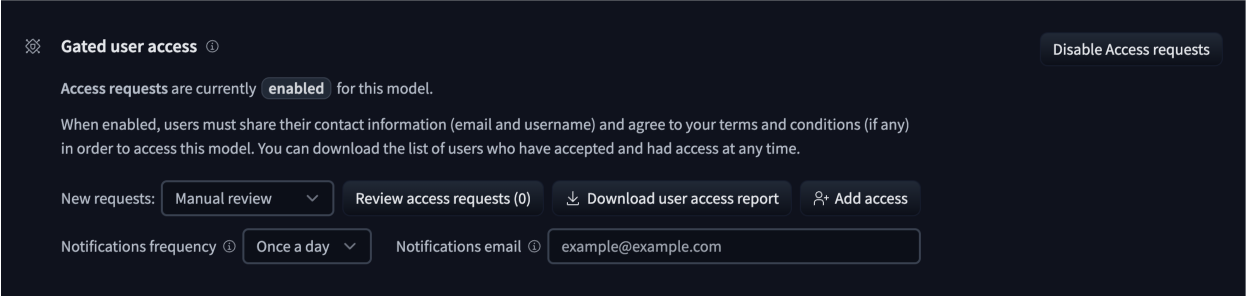 Gated user access
Disable Access requests
Access requests are currently enabled for this model.
When enabled, users must share their contact information (email and username) and agree to your terms and conditions (if any)
in order to access this model. You can download the list of users who have accepted and had access at any time.
New requests: Manual review Review access requests (0) Download user access report Add access
Notifications frequency Once a day Notifications email example@example.com